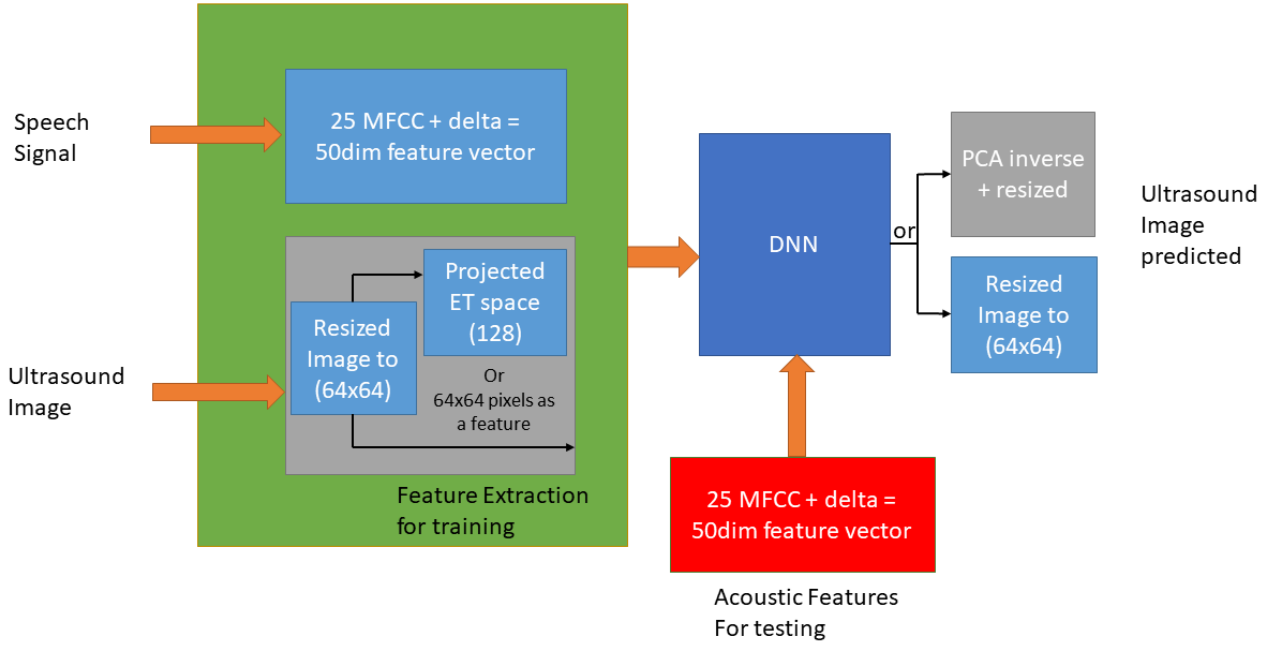 Speech
Signal
25 MFCC + delta =
50dim feature vector
Ultrasound
Image
Resized
Image to
(64x64)
Projected
ET space
(128)
Or
64x64 pixels as
a feature
Feature Extraction
for training
DNN
or
PCA inverse
+ resized
Resized
Image to
(64x64)
Ultrasound
Image
predicted
25 MFCC + delta =
50dim feature vector
Acoustic Features
For testing